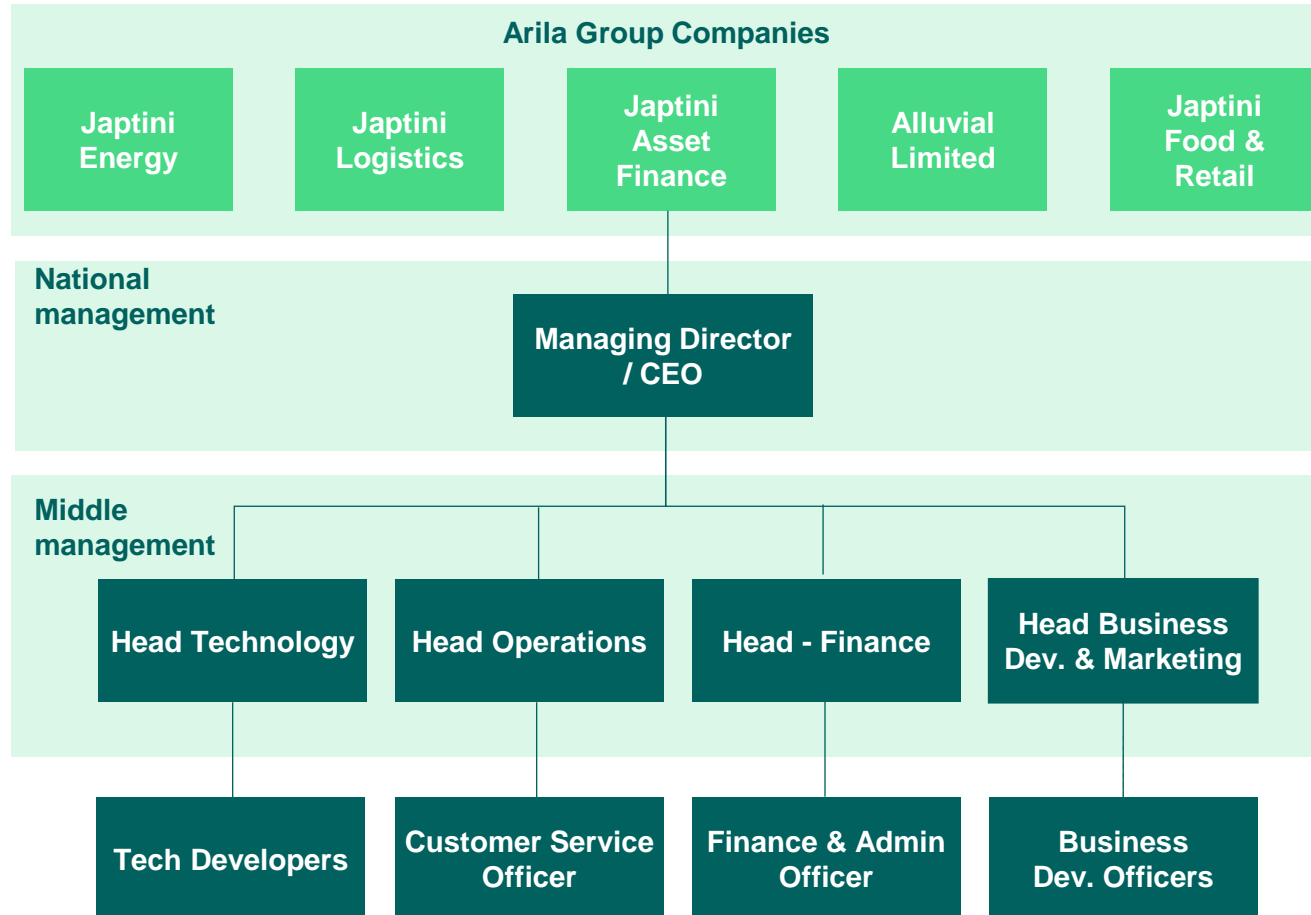 Arila Group Companies
Japtini
Energy
Japtini
Logistics
Japtini
Asset
Finance
Alluvial
Limited
Japtini
Food &
Retail
National
management
Managing Director
/ CEO
Middle
management
Head Technology
Head Operations
Head - Finance
Head Business
Dev. & Marketing
Tech Developers
Customer Service
Officer
Finance & Admin
Officer
Business
Dev. Officers